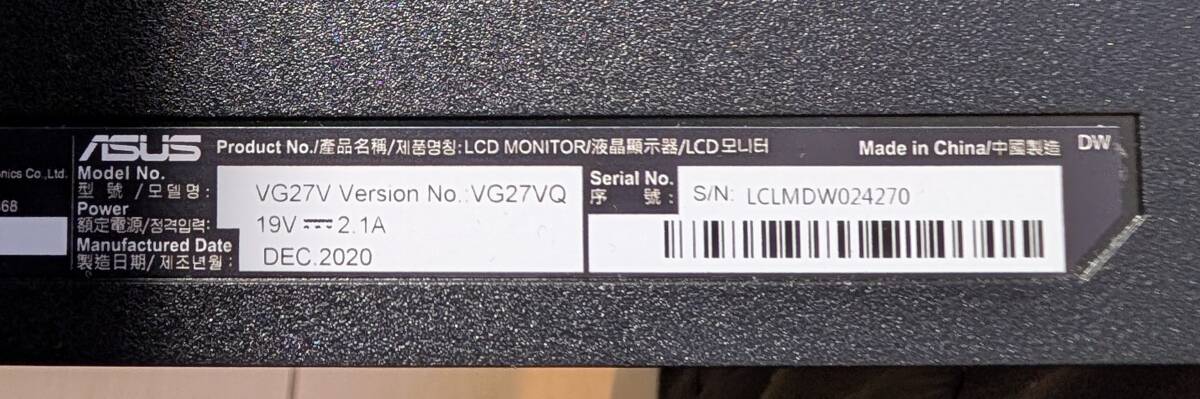 ASUS Product No./產品名稱/제품명칭:LCD MONITOR/液晶顯示器/LCD모니터 Made in China/中國製造 DW
nics Co.,Ltd.
68
Model No.
型 號 / 모델명 : VG27V Version No.:VG27VQ
Power
額定電源/정격입력: 19V ⎓ 2.1A
Manufactured Date
製造日期/ 제조년월 : DEC.2020
Serial No.
序 號: S/N: LCLMDW024270